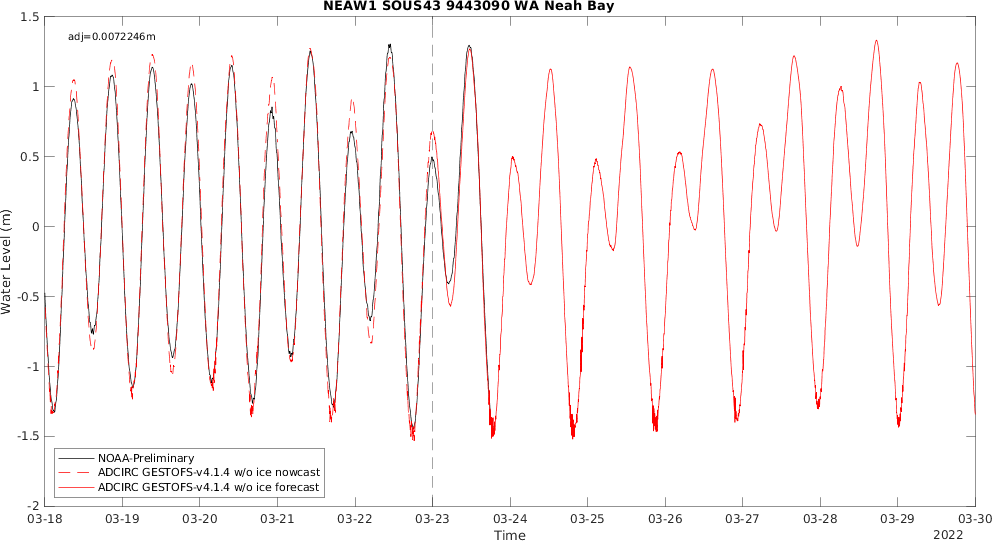 NEAW1 SOUS43 9443090 WA Neah Bay
adj=0.0072246m
1.5
1
0.5
0
-0.5
-1
-1.5
-2
Water Level (m)
NOAA-Preliminary
ADCIRC GESTOFS-v4.1.4 w/o ice nowcast
ADCIRC GESTOFS-v4.1.4 w/o ice forecast
03-18 03-19 03-20 03-21 03-22 03-23 03-24 03-25 03-26 03-27 03-28 03-29 03-30
Time
2022